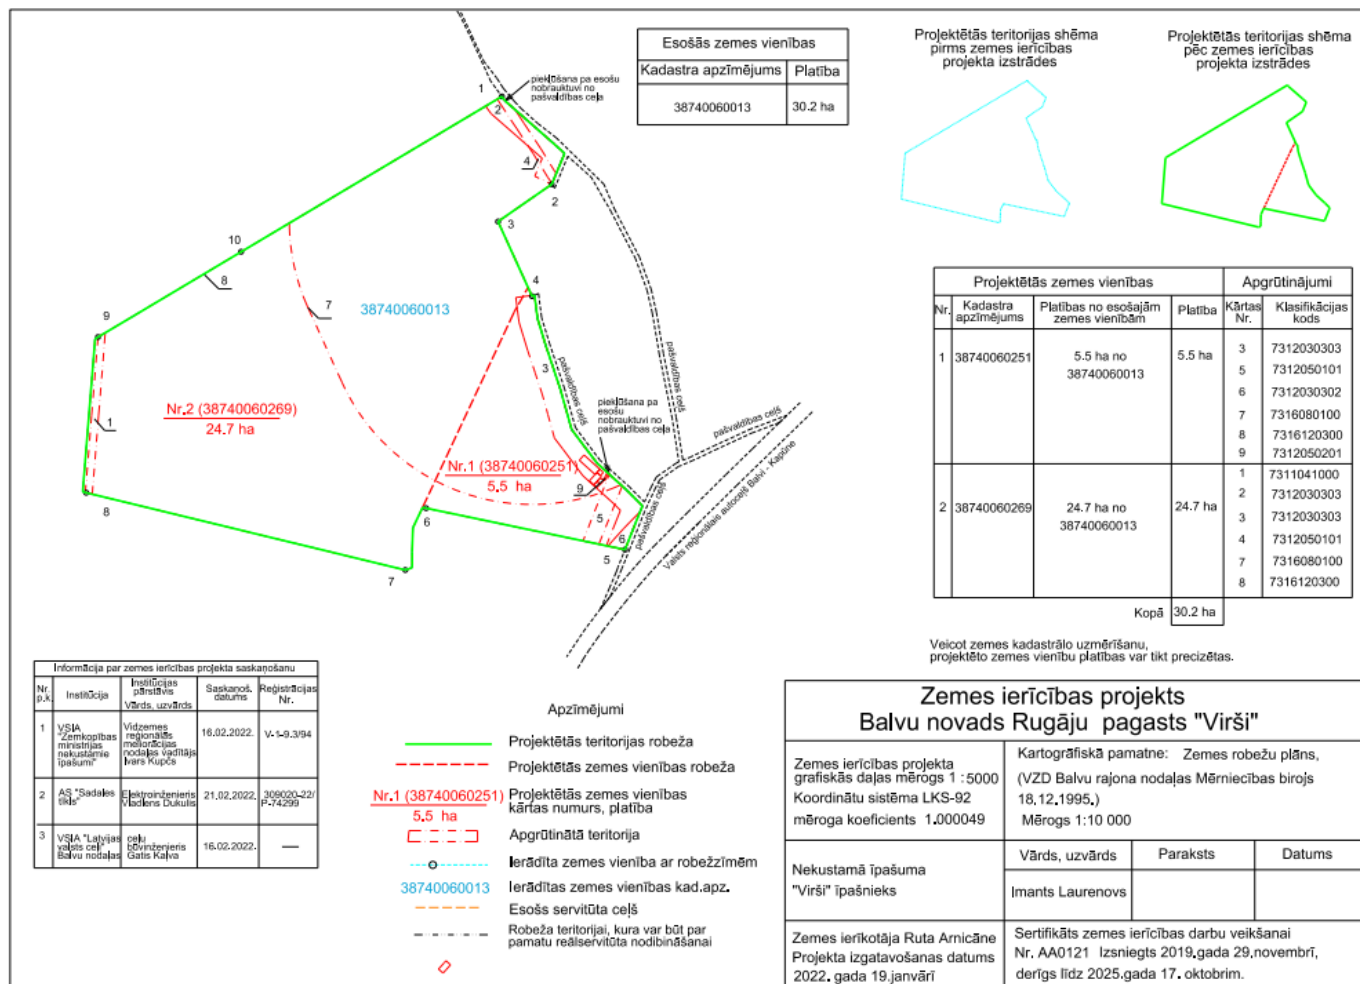 Esošās zemes vienības
Kadastra apzīmējums Platība
38740060013 30.2 ha
Projektētās teritorijas shēma
pirms zemes ierīcības
projekta izstrādes
Projektētās teritorijas shēma
pēc zemes ierīcības
projekta izstrādes
piekļūšana pa esošu
nobrauktuvi no
pašvaldības ceļa
1
2
4
2
3
10
8
7
38740060013
4
9
3
pašvaldības ceļš
pašvaldības ceļš
piekļūšana pa
esošu
nobrauktuvi no
pašvaldības ceļa
pašvaldības ceļš
Nr.2 (38740060269)
24.7 ha
1
Nr.1 (38740060251)
5.5 ha
9
8
6
5
6
5
7
pašvaldības ceļš
Valsts reģionālais autoceļš Balvi - Kapūne
Projektētās zemes vienības Apgrūtinājumi
Nr. Kadastra apzīmējums Platības no esošajām zemes vienībām Platība Kārtas Nr. Klasifikācijas kods
1 38740060251 5.5 ha no 38740060013 5.5 ha
3 7312030303
5 7312050101
6 7312030302
7 7316080100
8 7316120300
9 7312050201
2 38740060269 24.7 ha no 38740060013 24.7 ha
1 7311041000
2 7312030303
3 7312030303
4 7312050101
7 7316080100
8 7316120300
Kopā 30.2 ha
Veicot zemes kadastrālo uzmērīšanu,
projektēto zemes vienību platības var tikt precizētas.
Informācija par zemes ierīcības projekta saskaņošanu
Nr. p.k. Institūcija Institūcijas pārstāvis Vārds, uzvārds Saskaņoš. datums Reģistrācijas Nr.
1 VSIA "Zemkopības ministrijas nekustāmie īpašumi" Vidzemes reģionālās meliorācijas nodaļas vadītājs Ivars Kupčs 16.02.2022. V-1-9.3/94
2 AS "Sadales tīkls" Elektroinženieris Vladlens Dukulis 21.02.2022. 309020-22/ P-74299
3 VSIA "Latvijas valsts ceļi" Balvu nodaļas ceļu būvinženieris Gatis Kalva 16.02.2022. —
Apzīmējumi
Projektētās teritorijas robeža
Projektētās zemes vienības robeža
Nr.1 (38740060251) Projektētās zemes vienības
5.5 ha kārtas numurs, platība
Apgrūtinātā teritorija
Ierādīta zemes vienība ar robežzīmēm
38740060013 Ierādītas zemes vienības kad.apz.
Esošs servitūta ceļš
Robeža teritorijai, kura var būt par
pamatu reālservitūta nodibināšanai
Zemes ierīcības projekts
Balvu novads Rugāju pagasts "Virši"
Zemes ierīcības projekta
grafiskās daļas mērogs 1 :5000
Koordinātu sistēma LKS-92
mēroga koeficients 1.000049
Kartogrāfiskā pamatne: Zemes robežu plāns,
(VZD Balvu rajona nodaļas Mērniecības birojs
18.12.1995.)
Mērogs 1:10 000
Nekustamā īpašuma
"Virši" īpašnieks
Vārds, uzvārds Paraksts Datums
Imants Laurenovs
Zemes ierīkotāja Ruta Arnicāne
Projekta izgatavošanas datums
2022. gada 19.janvārī
Sertifikāts zemes ierīcības darbu veikšanai
Nr. AA0121 Izsniegts 2019.gada 29.novembrī,
derīgs līdz 2025.gada 17. oktobrim.